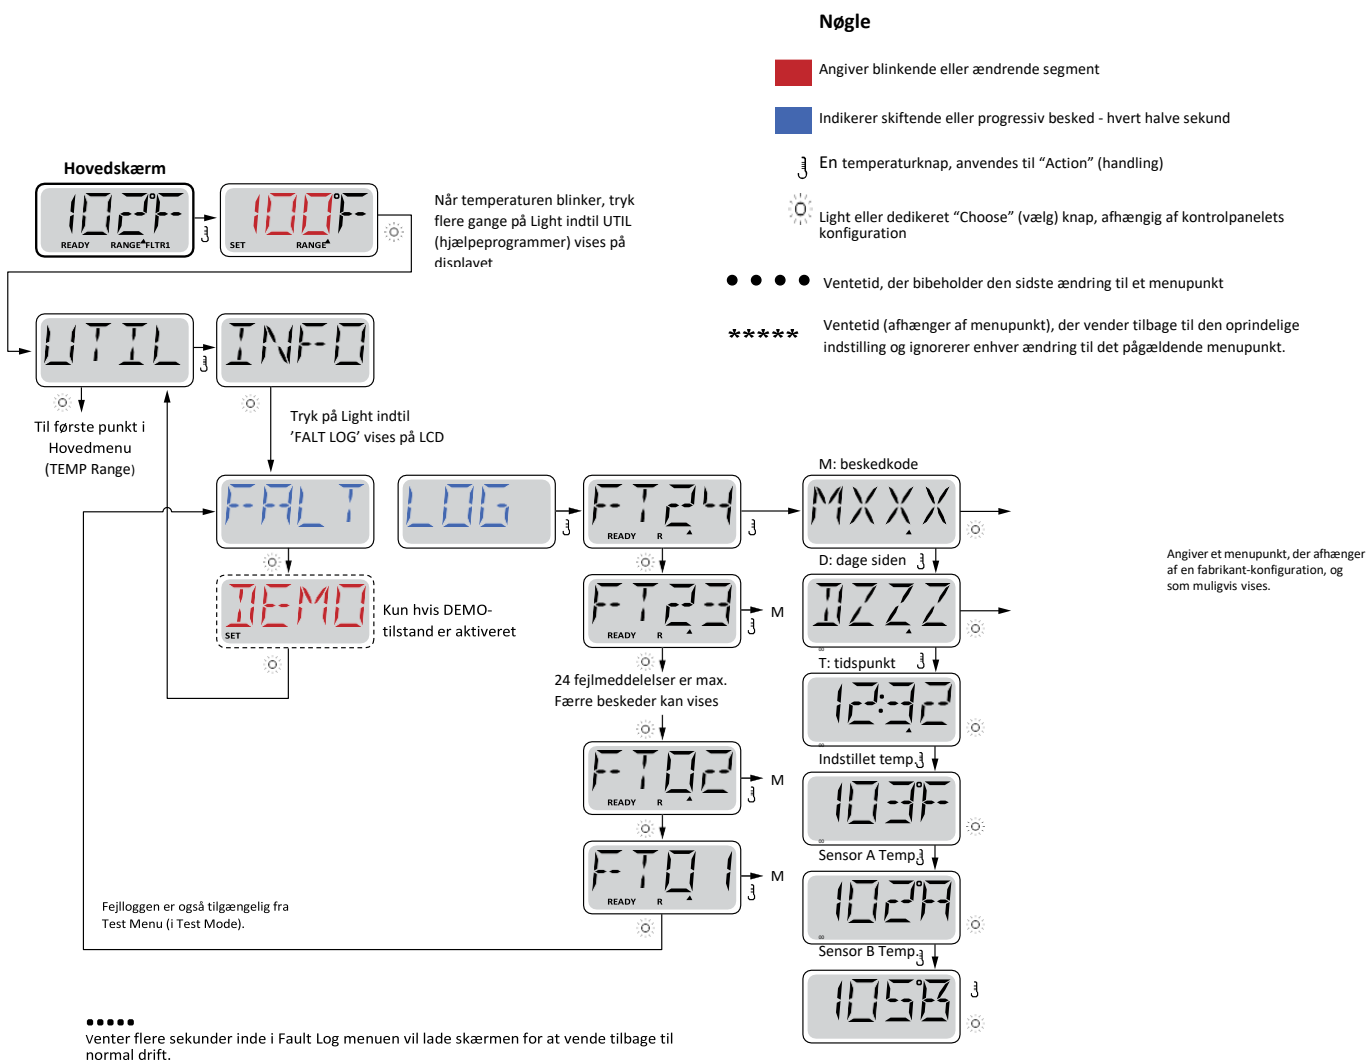 Nøgle
Angiver blinkende eller ændrende segment
Indikerer skiftende eller progressiv besked - hvert halve sekund
En temperaturknap, anvendes til “Action” (handling)
Light eller dedikeret “Choose” (vælg) knap, afhængig af kontrolpanelets
konfiguration
Ventetid, der bibeholder den sidste ændring til et menupunkt
***** Ventetid (afhænger af menupunkt), der vender tilbage til den oprindelige
indstilling og ignorerer enhver ændring til det pågældende menupunkt.
Hovedskærm
102°F
READY RANGE FLTR1
100°F
SET RANGE
Når temperaturen blinker, tryk
flere gange på Light indtil UTIL
(hjælpeprogrammer) vises på
displayet
UTIL
INFO
Til første punkt i
Hovedmenu
(TEMP Range)
Tryk på Light indtil
’FALT LOG’ vises på LCD
FALT
LOG
FT24
READY R
M: beskedkode
MXXX
DEMO
SET
Kun hvis DEMO-
tilstand er aktiveret
FT23
READY R
M
D: dage siden
DZZZ
Angiver et menupunkt, der afhænger
af en fabrikant-konfiguration, og
som muligvis vises.
24 fejlmeddelelser er max.
Færre beskeder kan vises
T: tidspunkt
12:32
FT02
READY R
M
Indstillet temp.
103°F
FT01
READY R
M
Sensor A Temp.
102°A
Sensor B Temp.
105°B
Fejlloggen er også tilgængelig fra
Test Menu (i Test Mode).
venter flere sekunder inde i Fault Log menuen vil lade skærmen for at vende tilbage til
normal drift.